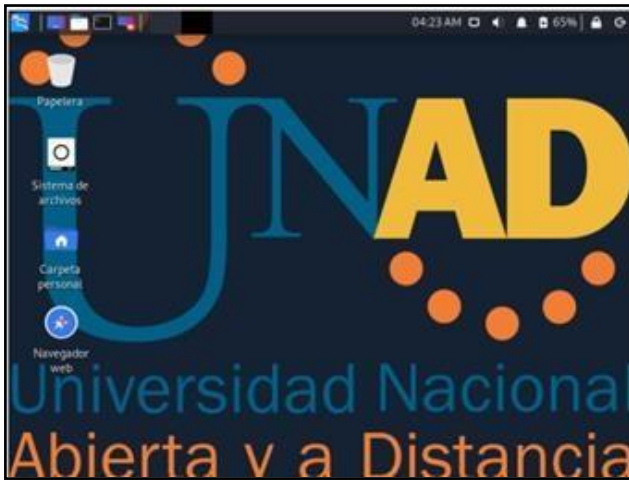 04:23 AM 65%
Papelera
Sistema de
archivos
Carpeta
personal
Navegador
web
UNAD
Universidad Nacional
Abierta y a Distancia